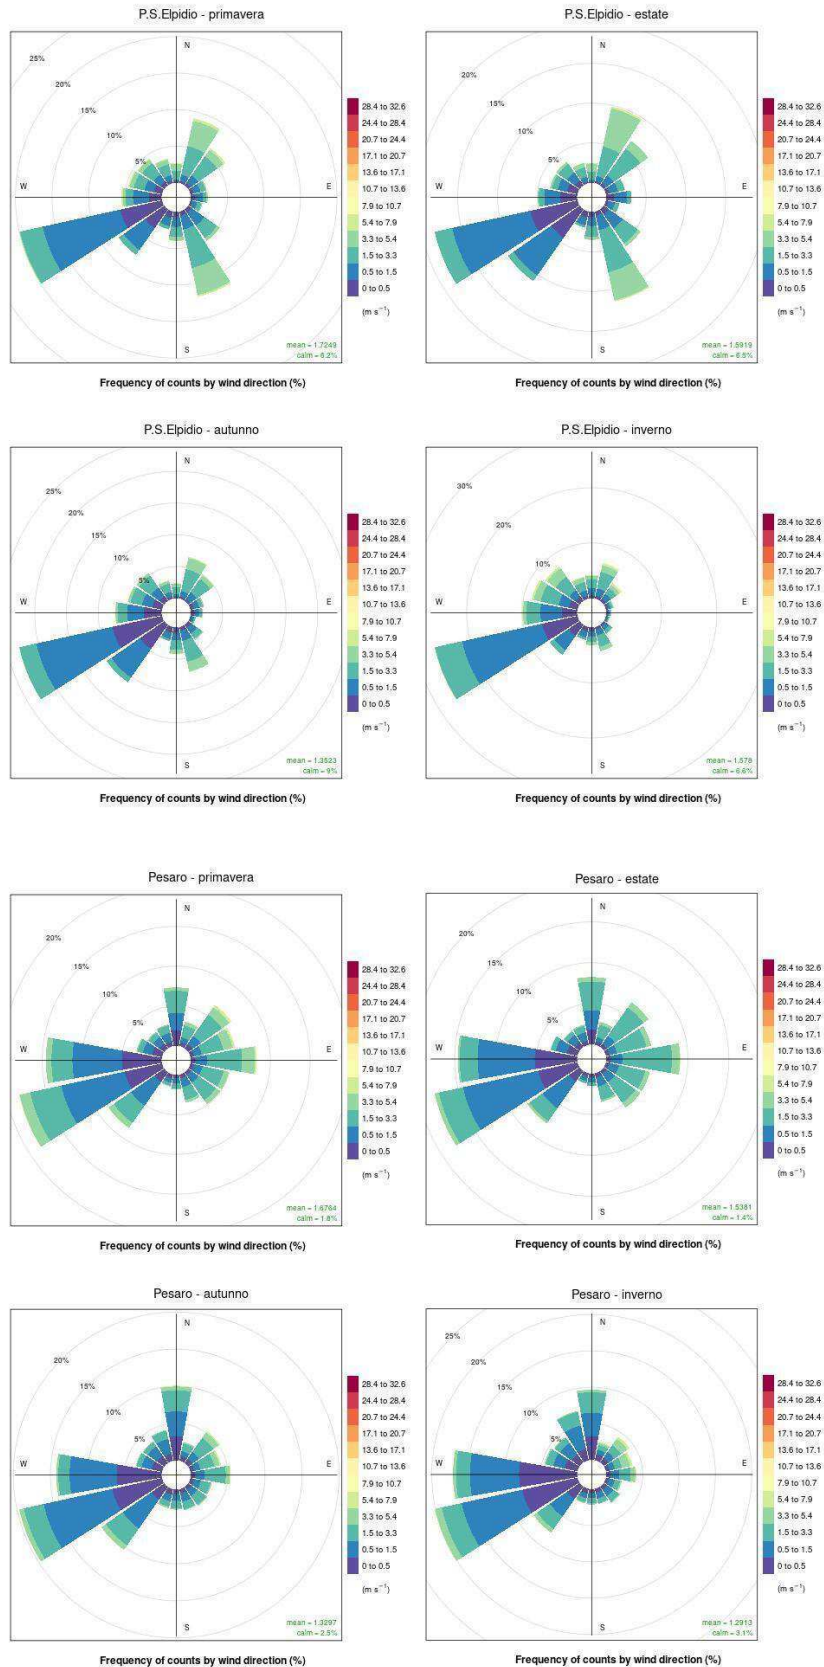 P.S.Elpidio - primavera
N
25%
20%
15%
10%
5%
W
E
S
mean = 1.7249
calm = 6.2%
28.4 to 32.6
24.4 to 28.4
20.7 to 24.4
17.1 to 20.7
13.6 to 17.1
10.7 to 13.6
7.9 to 10.7
5.4 to 7.9
3.3 to 5.4
1.5 to 3.3
0.5 to 1.5
0 to 0.5
(m s⁻¹)
Frequency of counts by wind direction (%)
P.S.Elpidio - estate
N
20%
15%
10%
5%
W
E
S
mean = 1.5919
calm = 6.5%
28.4 to 32.6
24.4 to 28.4
20.7 to 24.4
17.1 to 20.7
13.6 to 17.1
10.7 to 13.6
7.9 to 10.7
5.4 to 7.9
3.3 to 5.4
1.5 to 3.3
0.5 to 1.5
0 to 0.5
(m s⁻¹)
Frequency of counts by wind direction (%)
P.S.Elpidio - autunno
N
25%
20%
15%
10%
5%
W
E
S
mean = 1.3523
calm = 9%
28.4 to 32.6
24.4 to 28.4
20.7 to 24.4
17.1 to 20.7
13.6 to 17.1
10.7 to 13.6
7.9 to 10.7
5.4 to 7.9
3.3 to 5.4
1.5 to 3.3
0.5 to 1.5
0 to 0.5
(m s⁻¹)
Frequency of counts by wind direction (%)
P.S.Elpidio - inverno
N
30%
20%
10%
W
E
S
mean = 1.578
calm = 6.6%
28.4 to 32.6
24.4 to 28.4
20.7 to 24.4
17.1 to 20.7
13.6 to 17.1
10.7 to 13.6
7.9 to 10.7
5.4 to 7.9
3.3 to 5.4
1.5 to 3.3
0.5 to 1.5
0 to 0.5
(m s⁻¹)
Frequency of counts by wind direction (%)
Pesaro - primavera
N
20%
15%
10%
5%
W
E
S
mean = 1.6764
calm = 1.8%
28.4 to 32.6
24.4 to 28.4
20.7 to 24.4
17.1 to 20.7
13.6 to 17.1
10.7 to 13.6
7.9 to 10.7
5.4 to 7.9
3.3 to 5.4
1.5 to 3.3
0.5 to 1.5
0 to 0.5
(m s⁻¹)
Frequency of counts by wind direction (%)
Pesaro - estate
N
20%
15%
10%
5%
W
E
S
mean = 1.5381
calm = 1.4%
28.4 to 32.6
24.4 to 28.4
20.7 to 24.4
17.1 to 20.7
13.6 to 17.1
10.7 to 13.6
7.9 to 10.7
5.4 to 7.9
3.3 to 5.4
1.5 to 3.3
0.5 to 1.5
0 to 0.5
(m s⁻¹)
Frequency of counts by wind direction (%)
Pesaro - autunno
N
20%
15%
10%
5%
W
E
S
mean = 1.3297
calm = 2.5%
28.4 to 32.6
24.4 to 28.4
20.7 to 24.4
17.1 to 20.7
13.6 to 17.1
10.7 to 13.6
7.9 to 10.7
5.4 to 7.9
3.3 to 5.4
1.5 to 3.3
0.5 to 1.5
0 to 0.5
(m s⁻¹)
Frequency of counts by wind direction (%)
Pesaro - inverno
N
25%
20%
15%
10%
5%
W
E
S
mean = 1.2913
calm = 3.1%
28.4 to 32.6
24.4 to 28.4
20.7 to 24.4
17.1 to 20.7
13.6 to 17.1
10.7 to 13.6
7.9 to 10.7
5.4 to 7.9
3.3 to 5.4
1.5 to 3.3
0.5 to 1.5
0 to 0.5
(m s⁻¹)
Frequency of counts by wind direction (%)